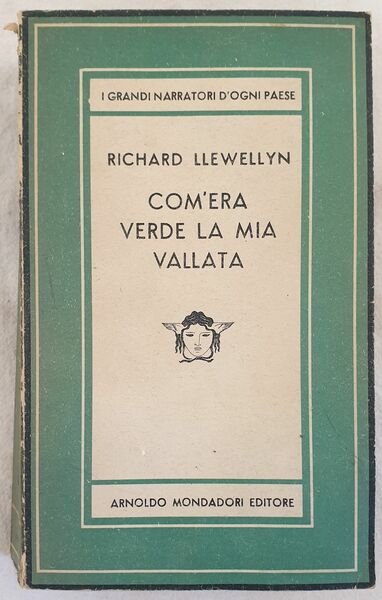 I GRANDI NARRATORI D'OGNI PAESE
RICHARD LLEWELLYN
COM'ERA
VERDE LA MIA
VALLATA
ARNOLDO MONDADORI EDITORE